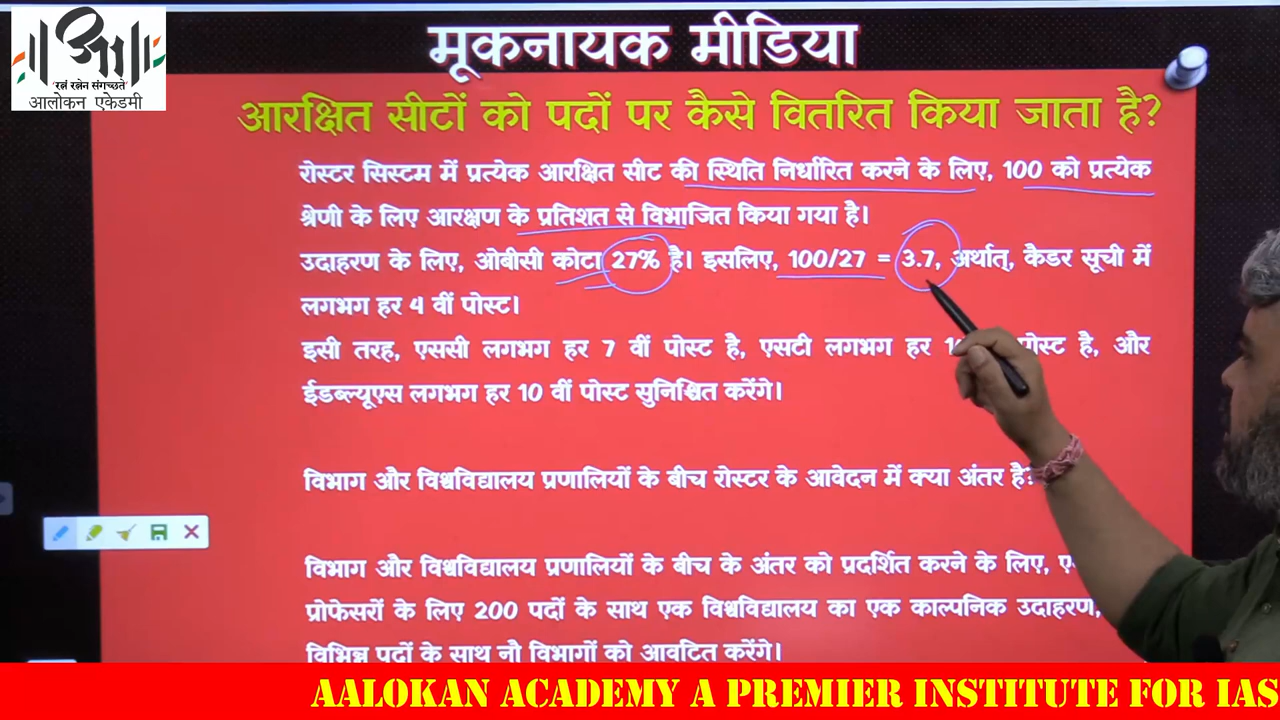 मूकनायक मीडिया
'रत्नं रत्नेन संगच्छते'
आलोकन एकेडमी
आरक्षित सीटों को पदों पर कैसे वितरित किया जाता है?
रोस्टर सिस्टम में प्रत्येक आरक्षित सीट की स्थिति निर्धारित करने के लिए, 100 को प्रत्येक
श्रेणी के लिए आरक्षण के प्रतिशत से विभाजित किया गया है।
उदाहरण के लिए, ओबीसी कोटा 27% है। इसलिए, 100/27 = 3.7, अर्थात्, कैडर सूची में
लगभग हर 4 वीं पोस्ट।
इसी तरह, एससी लगभग हर 7 वीं पोस्ट है, एसटी लगभग हर पोस्ट है, और
ईडब्ल्यूएस लगभग हर 10 वीं पोस्ट सुनिश्चित करेंगे।
विभाग और विश्वविद्यालय प्रणालियों के बीच रोस्टर के आवेदन में क्या अंतर है?
विभाग और विश्वविद्यालय प्रणालियों के बीच के अंतर को प्रदर्शित करने के लिए,
प्रोफेसरों के लिए 200 पदों के साथ एक विश्वविद्यालय का एक काल्पनिक उदाहरण,
विभिन्न पदों के साथ नौ विभागों को आवटित करेंगे।
AALOKAN ACADEMY A PREMIER INSTITUTE FOR IAS